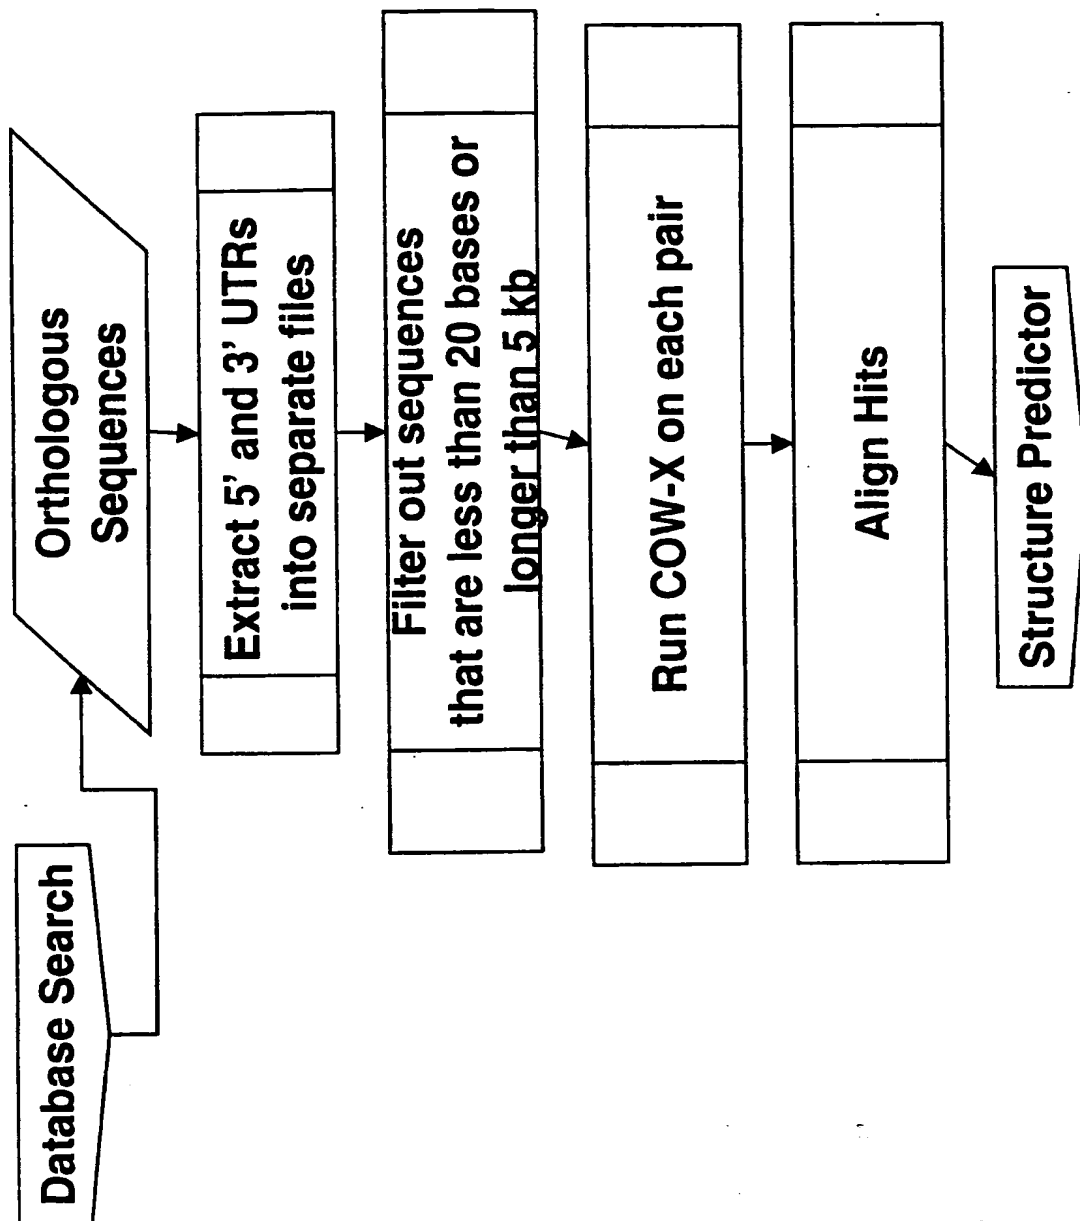 Database Search
Orthologous
Sequences
Extract 5' and 3' UTRs
into separate files
Filter out sequences
that are less than 20 bases or
longer than 5 kb
Run COW-X on each pair
Align Hits
Structure Predictor